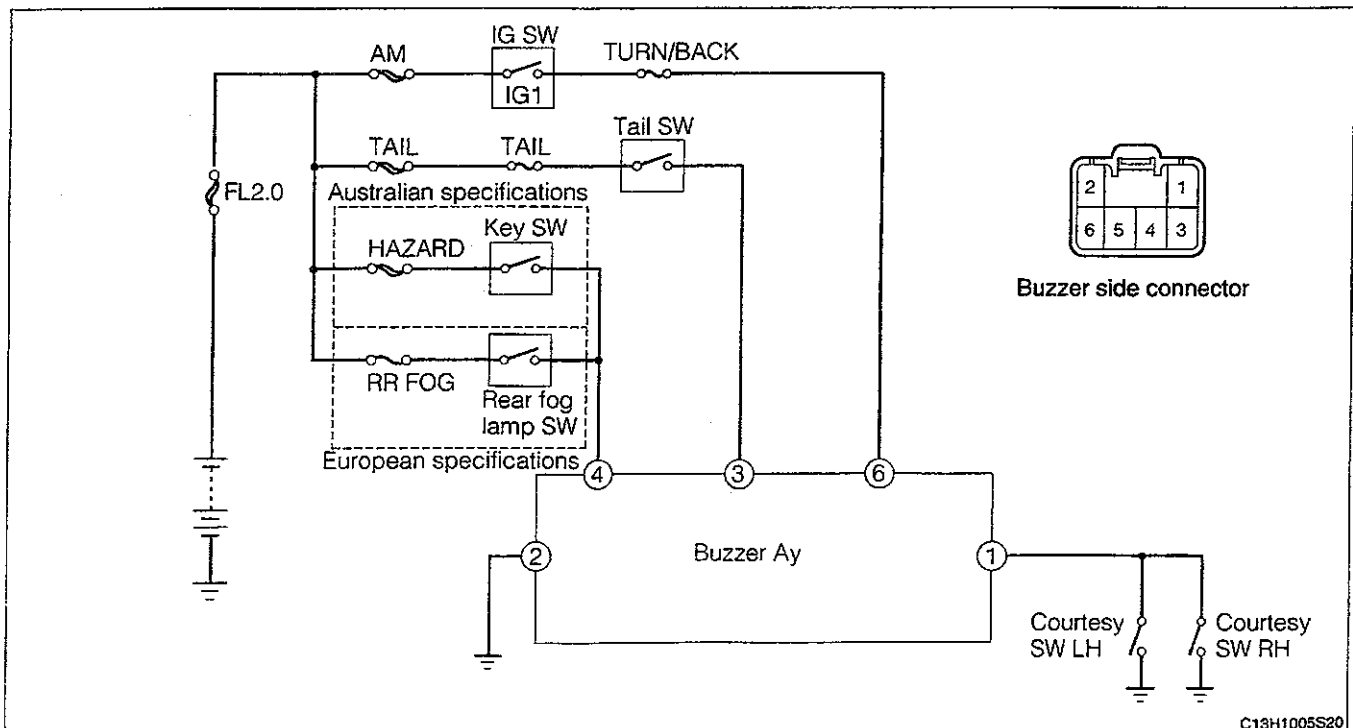 IG SW
AM
TURN/BACK
IG1
TAIL
TAIL
Tail SW
FL2.0
Australian specifications
Key SW
HAZARD
RR FOG
Rear fog
lamp SW
European specifications
4
3
6
2
Buzzer Ay
1
Courtesy
SW LH
Courtesy
SW RH
2
1
6
5
4
3
Buzzer side connector
C13H1005S20